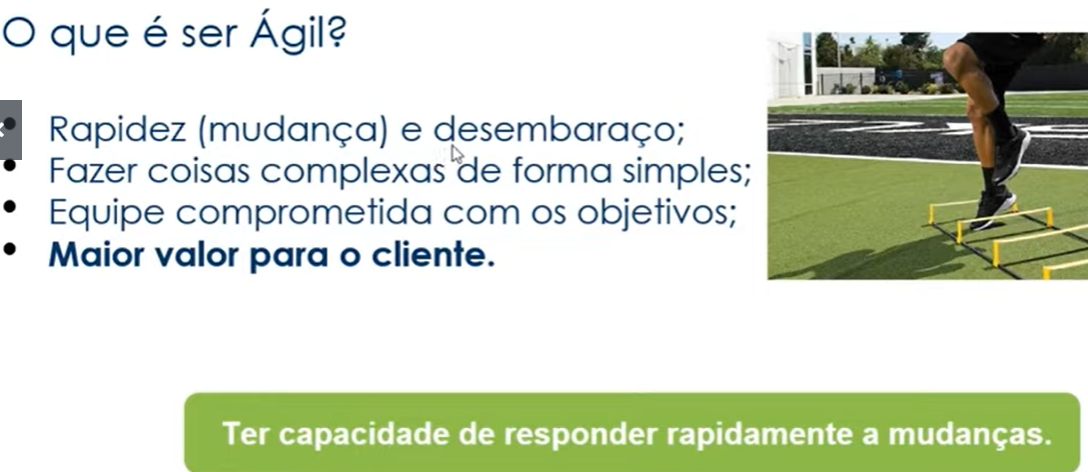 O que é ser Ágil?
Rapidez (mudança) e desembaraço;
Fazer coisas complexas de forma simples;
Equipe comprometida com os objetivos;
Maior valor para o cliente.
Ter capacidade de responder rapidamente a mudanças.